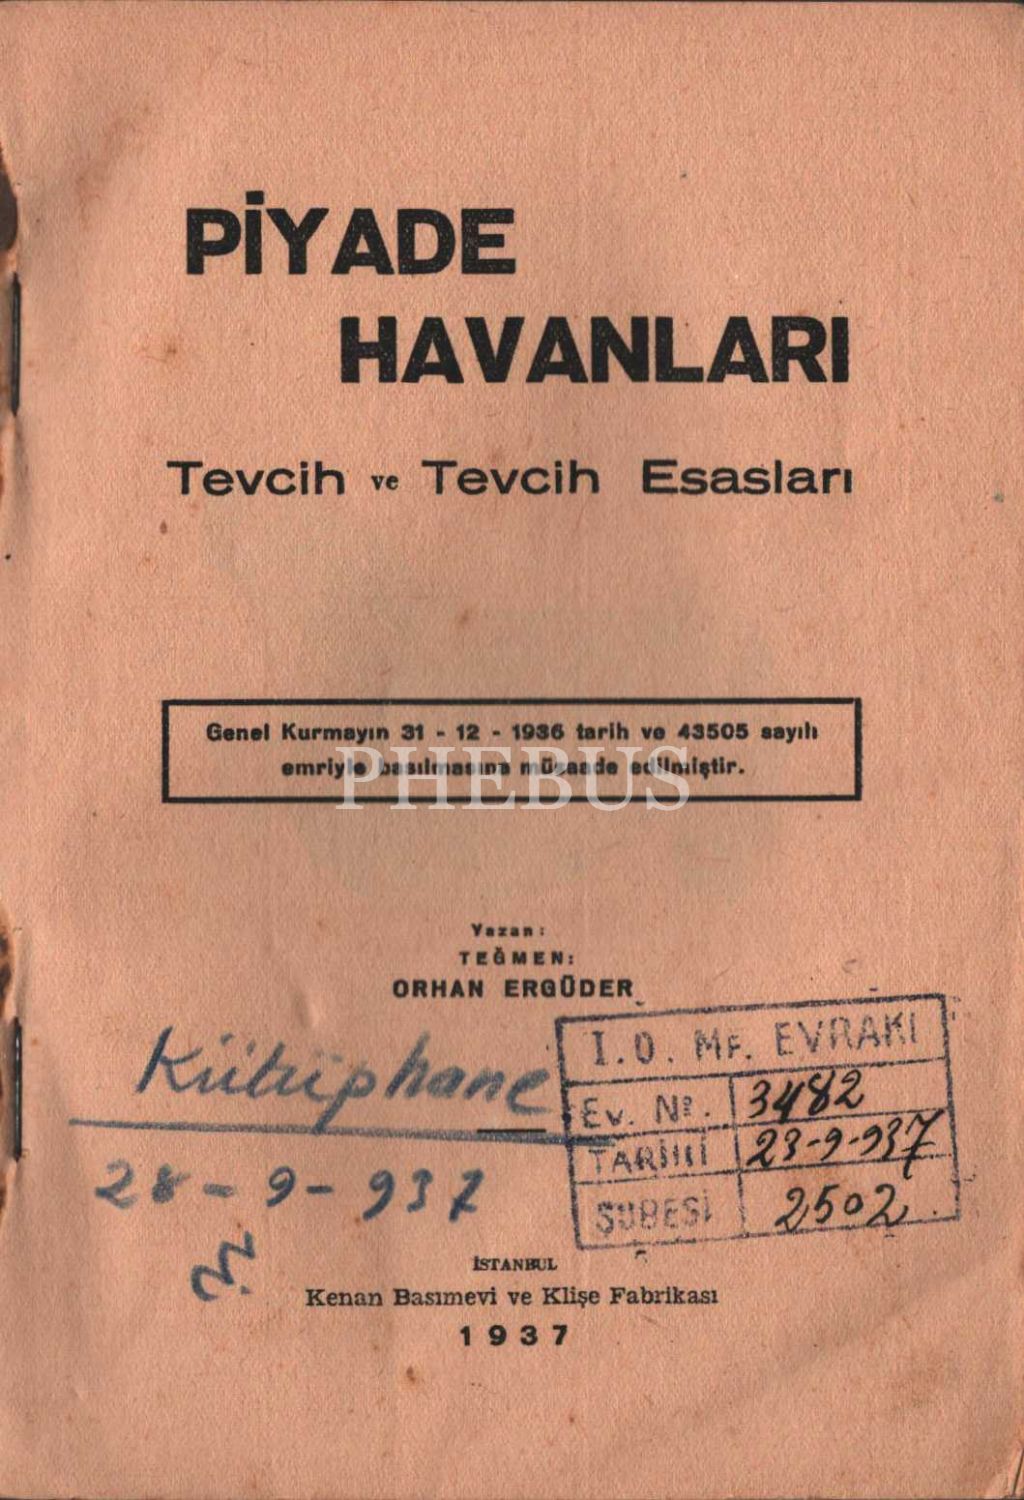 PİYADE
HAVANLARI
Tevcih ve Tevcih Esasları
Genel Kurmayın 31 - 12 - 1936 tarih ve 43505 sayılı
emriyle basılmasına müsaade edilmiştir.
PHEBUS
Yazan:
TEĞMEN:
ORHAN ERGÜDER
Kütüphane
28-9-937
I.O. Mf. EVRAKI
Ev. Nº. 3482
TARİHİ 23-9-937
ŞUBESİ 2502
İSTANBUL
Kenan Basımevi ve Klişe Fabrikası
1937